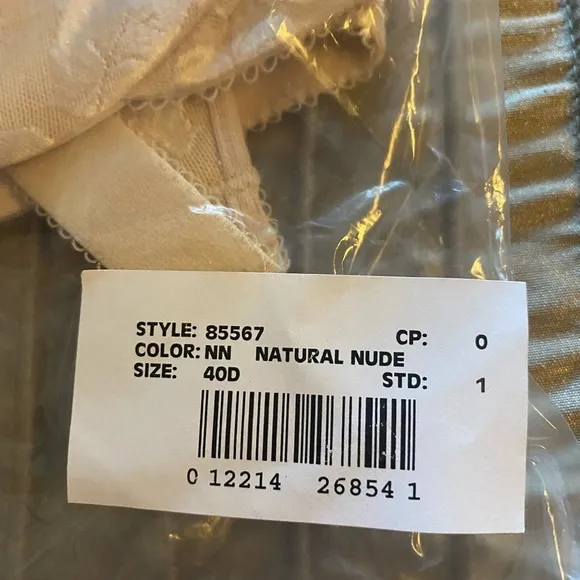 STYLE: 85567 CP: 0
COLOR: NN NATURAL NUDE
SIZE: 40D STD: 1
0 12214 26854 1